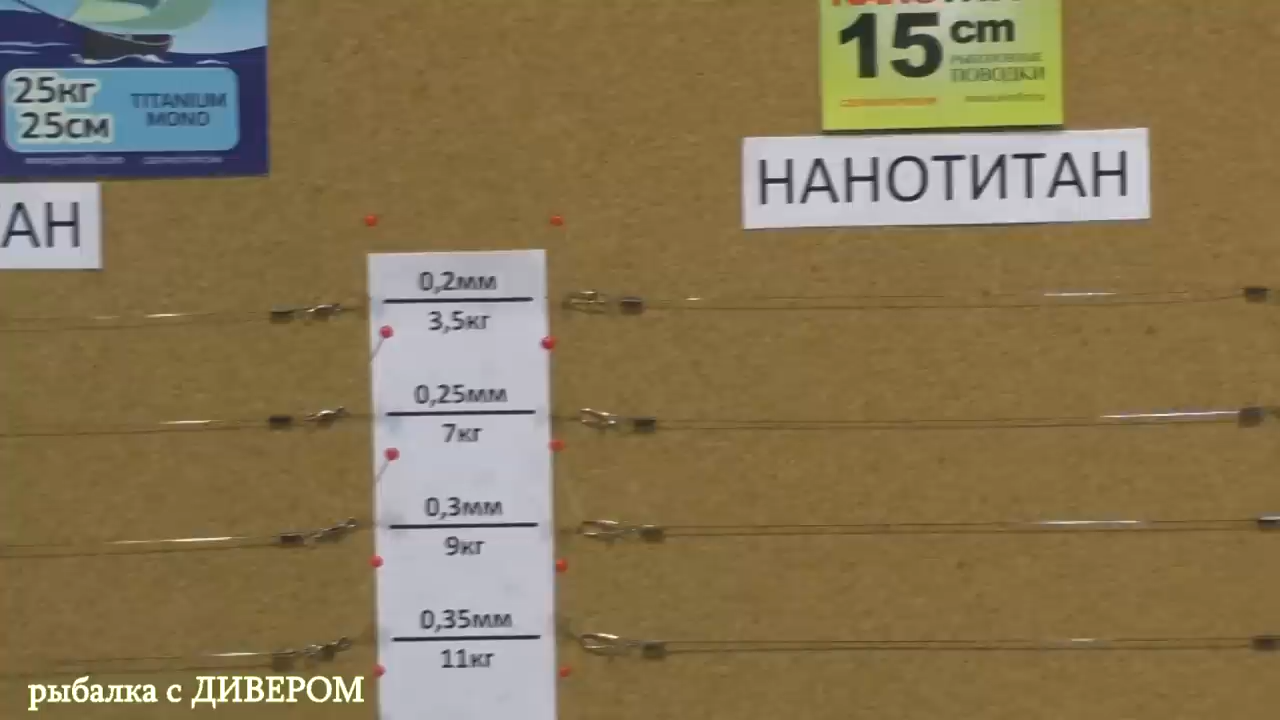 25кг
25см
TITANIUM
MONO
15 cm
РЫБОЛОВНЫЕ
ПОВОДКИ
НАНОТИТАН
АН
0,2мм
3,5кг
0,25мм
7кг
0,3мм
9кг
0,35мм
11кг
рыбалка с ДИВЕРОМ